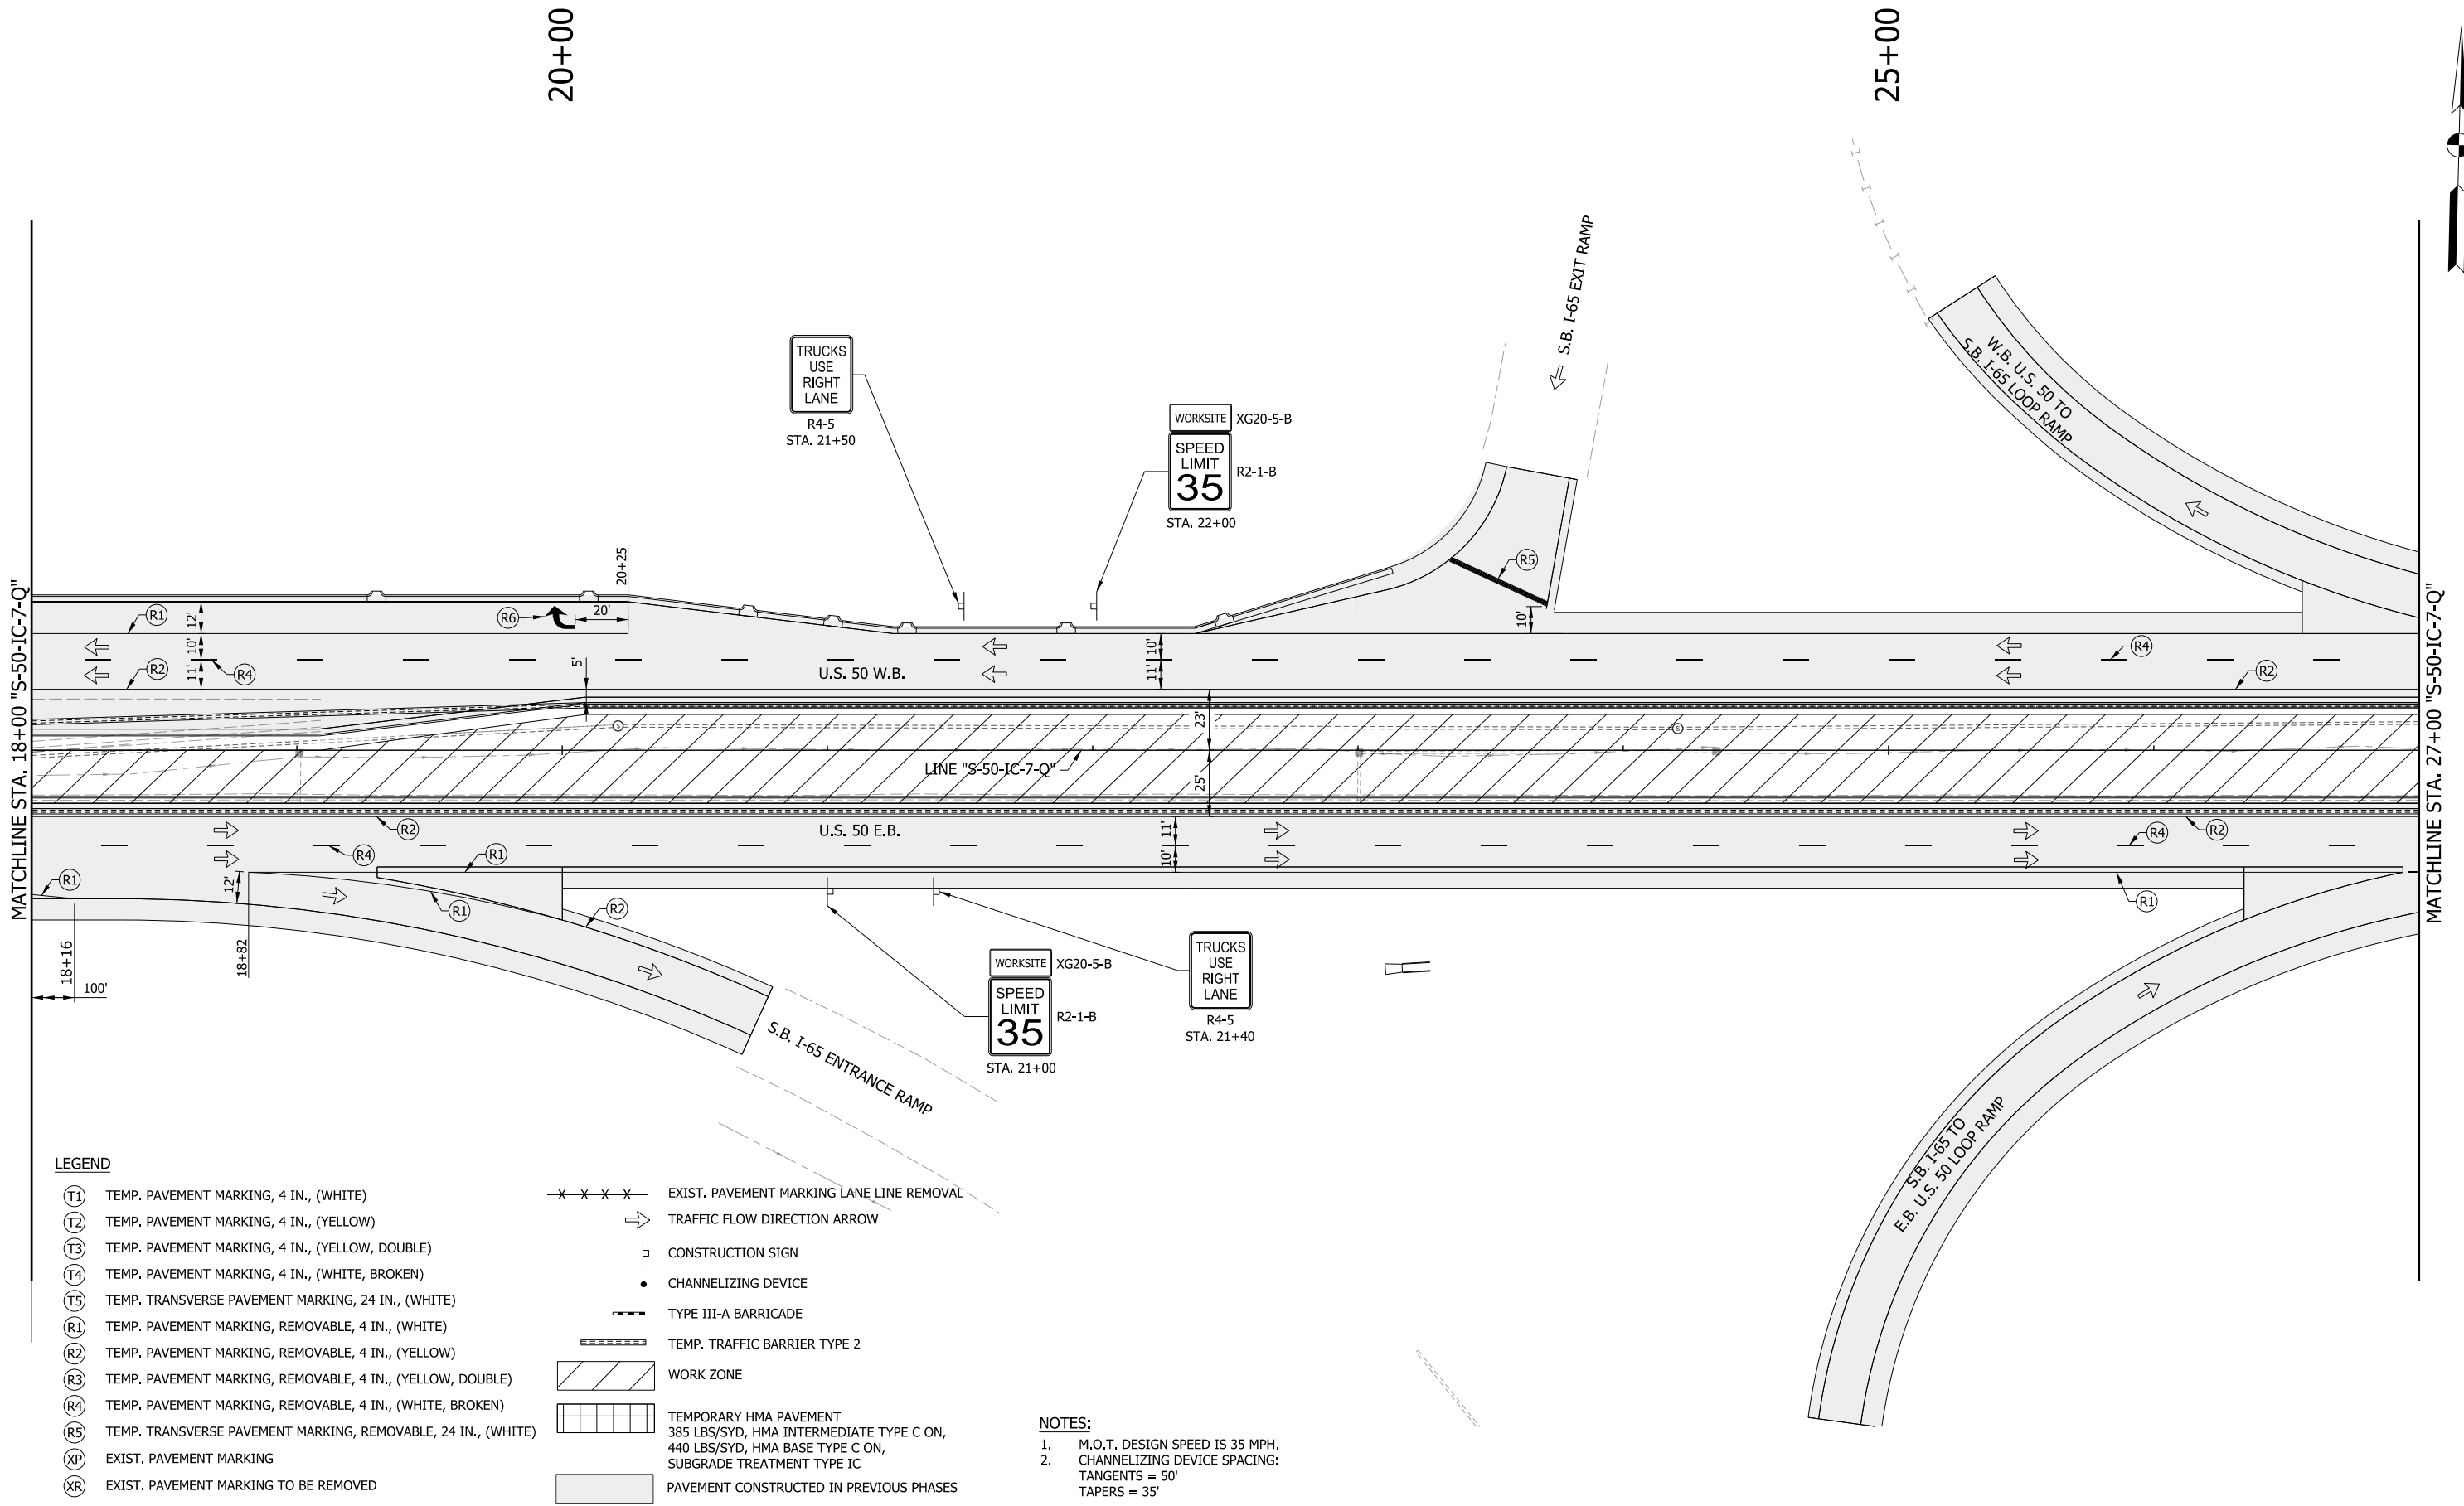 20+00
25+00
S.B. I-65 EXIT RAMP
TRUCKS
USE
RIGHT
LANE
R4-5
STA. 21+50
WORKSITE
XG20-5-B
SPEED
LIMIT
35
R2-1-B
STA. 22+00
W.B. U.S. 50 TO
S.B. I-65 LOOP RAMP
MATCHLINE STA. 18+00 "S-50-IC-7-Q"
MATCHLINE STA. 27+00 "S-50-IC-7-Q"
20+25
R5
R1
12'
R6
20'
10'
10'
10'
R4
R2
11'
R4
5'
U.S. 50 W.B.
11'
R2
S
S
23'
LINE "S-50-IC-7-Q"
25'
R2
U.S. 50 E.B.
11'
R4
R2
R4
R1
10'
R1
12'
R1
R2
R1
18+16
18+82
100'
WORKSITE
XG20-5-B
SPEED
LIMIT
35
R2-1-B
STA. 21+00
TRUCKS
USE
RIGHT
LANE
R4-5
STA. 21+40
S.B. I-65 ENTRANCE RAMP
S.B. I-65 TO
E.B. U.S. 50 LOOP RAMP
LEGEND
T1 TEMP. PAVEMENT MARKING, 4 IN., (WHITE)
T2 TEMP. PAVEMENT MARKING, 4 IN., (YELLOW)
T3 TEMP. PAVEMENT MARKING, 4 IN., (YELLOW, DOUBLE)
T4 TEMP. PAVEMENT MARKING, 4 IN., (WHITE, BROKEN)
T5 TEMP. TRANSVERSE PAVEMENT MARKING, 24 IN., (WHITE)
R1 TEMP. PAVEMENT MARKING, REMOVABLE, 4 IN., (WHITE)
R2 TEMP. PAVEMENT MARKING, REMOVABLE, 4 IN., (YELLOW)
R3 TEMP. PAVEMENT MARKING, REMOVABLE, 4 IN., (YELLOW, DOUBLE)
R4 TEMP. PAVEMENT MARKING, REMOVABLE, 4 IN., (WHITE, BROKEN)
R5 TEMP. TRANSVERSE PAVEMENT MARKING, REMOVABLE, 24 IN., (WHITE)
XP EXIST. PAVEMENT MARKING
XR EXIST. PAVEMENT MARKING TO BE REMOVED
X X X X EXIST. PAVEMENT MARKING LANE LINE REMOVAL
TRAFFIC FLOW DIRECTION ARROW
CONSTRUCTION SIGN
CHANNELIZING DEVICE
TYPE III-A BARRICADE
TEMP. TRAFFIC BARRIER TYPE 2
WORK ZONE
TEMPORARY HMA PAVEMENT
385 LBS/SYD, HMA INTERMEDIATE TYPE C ON,
440 LBS/SYD, HMA BASE TYPE C ON,
SUBGRADE TREATMENT TYPE IC
PAVEMENT CONSTRUCTED IN PREVIOUS PHASES
NOTES:
1. M.O.T. DESIGN SPEED IS 35 MPH.
2. CHANNELIZING DEVICE SPACING:
TANGENTS = 50'
TAPERS = 35'